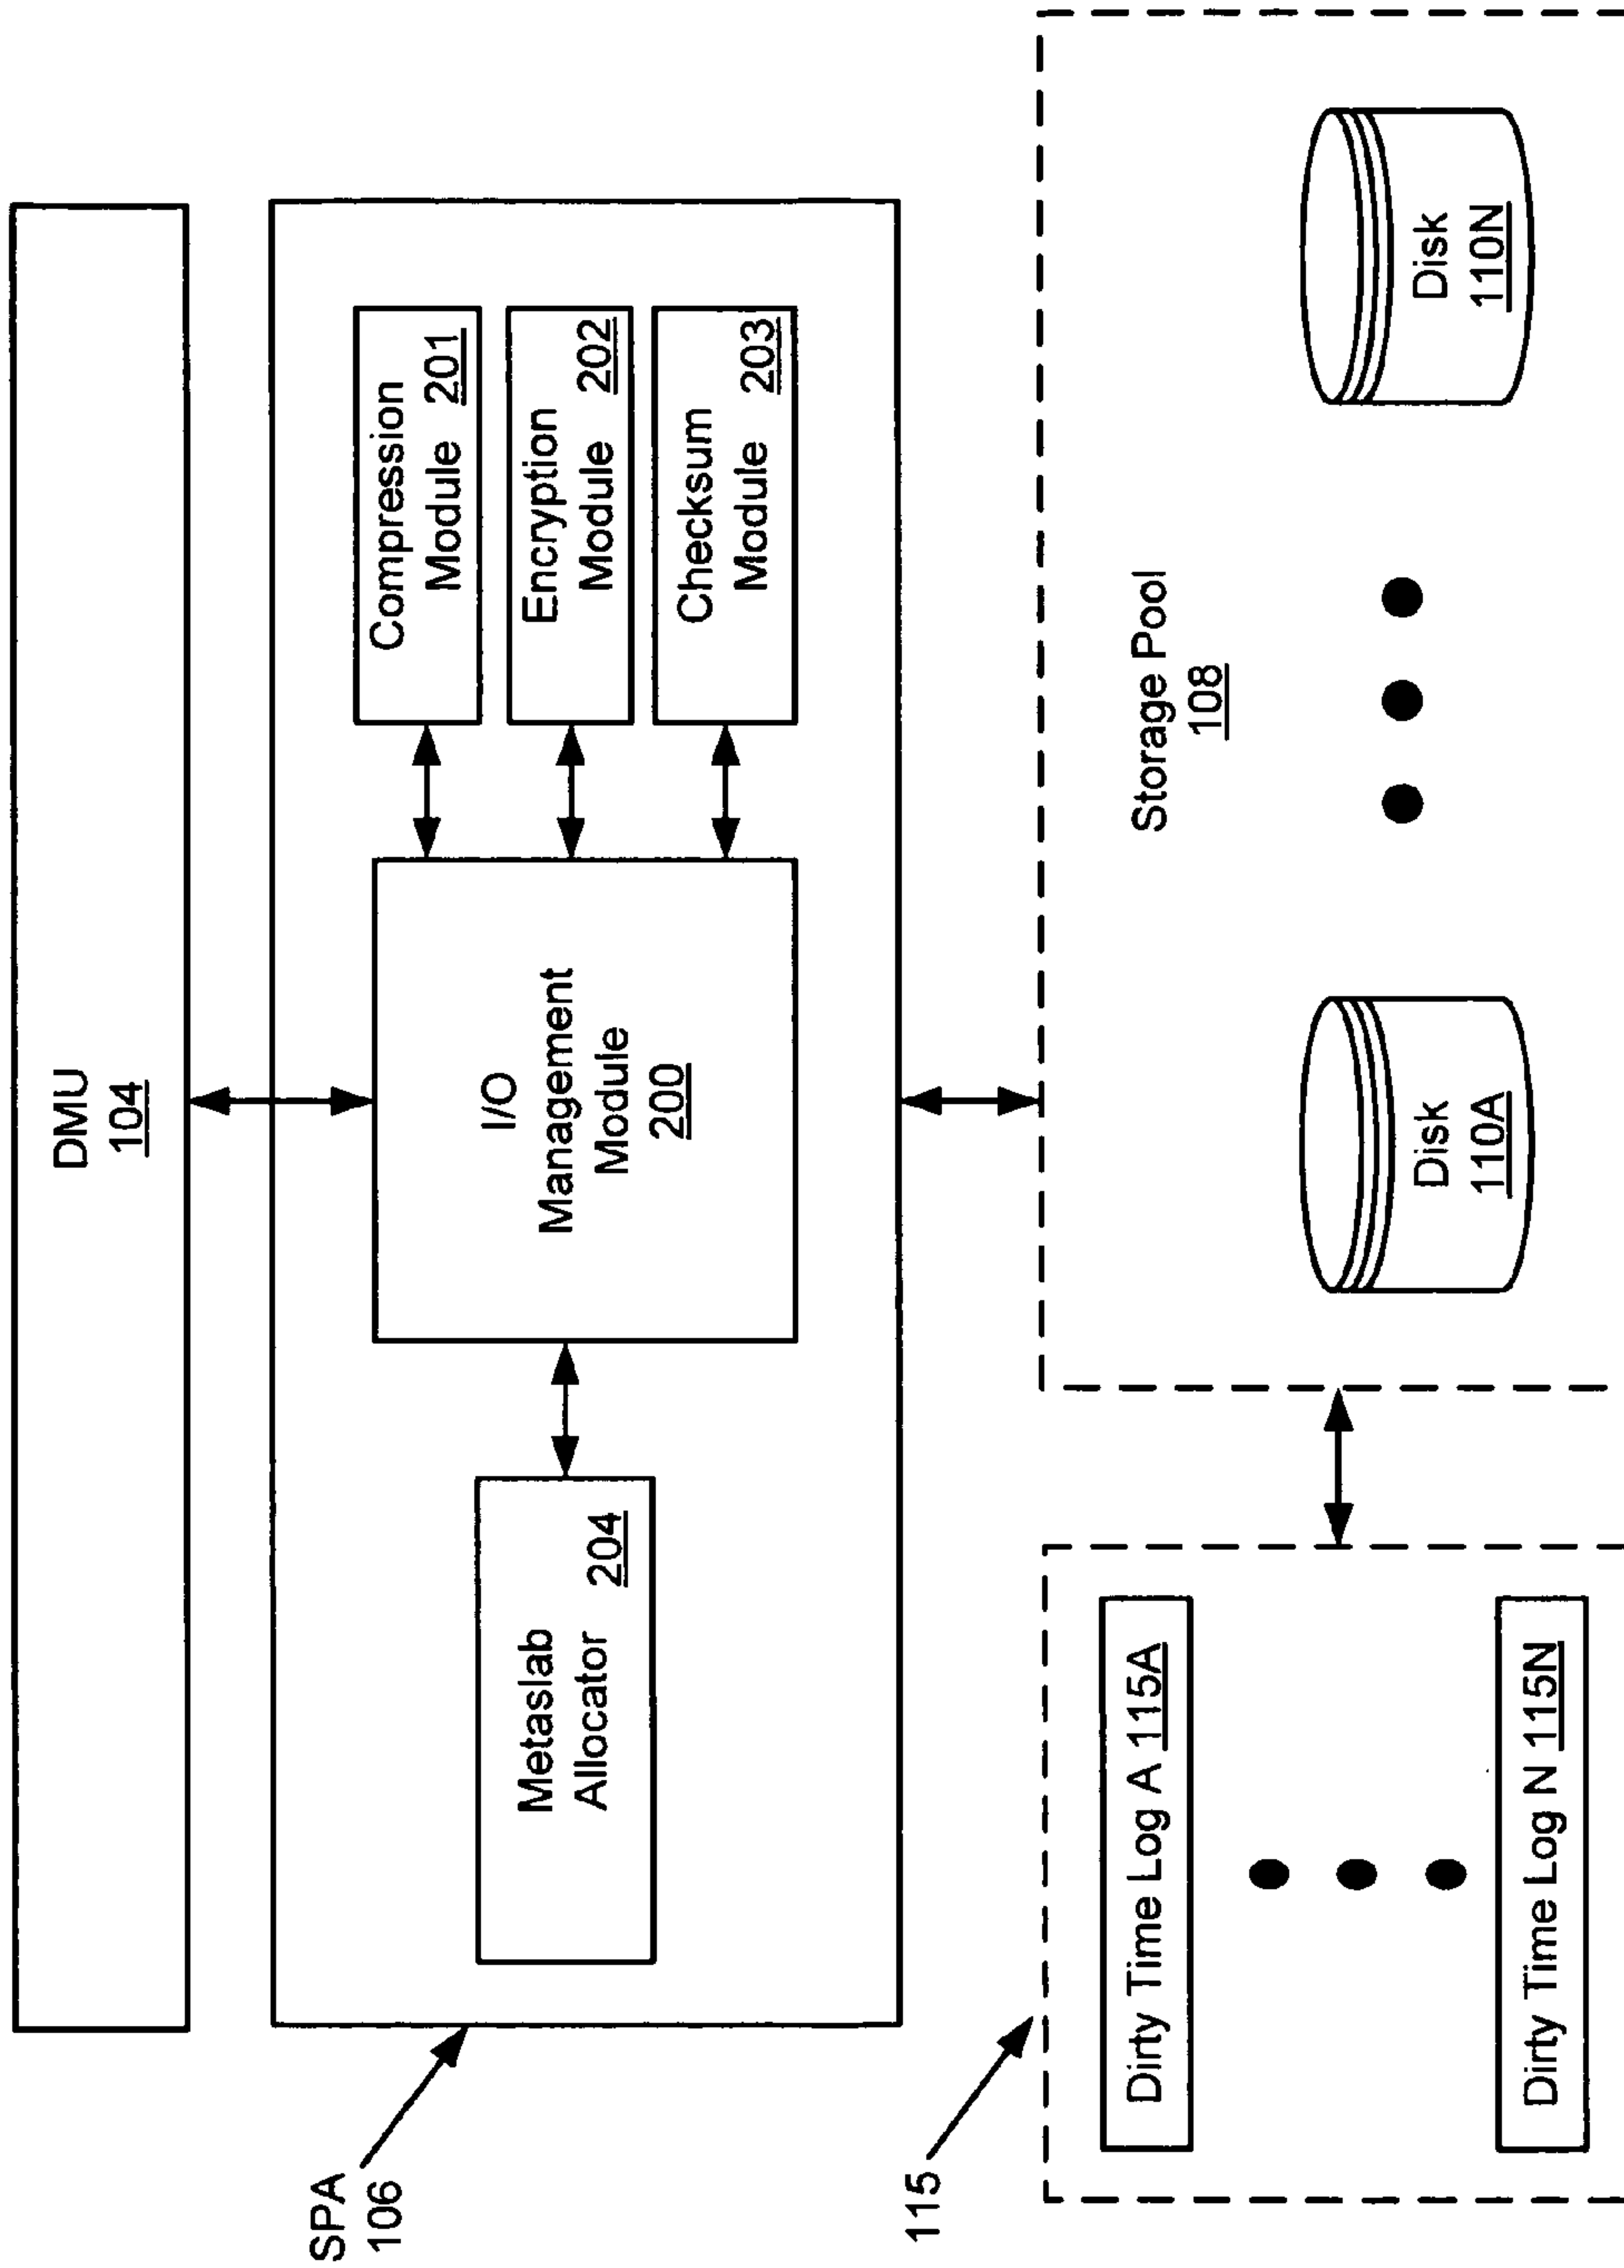 DMU
104
SPA
106
Metaslab
Allocator 204
I/O
Management
Module
200
Compression
Module 201
Encryption
Module 202
Checksum
Module 203
115
Dirty Time Log A 115A
Dirty Time Log N 115N
Storage Pool
108
Disk
110A
Disk
110N